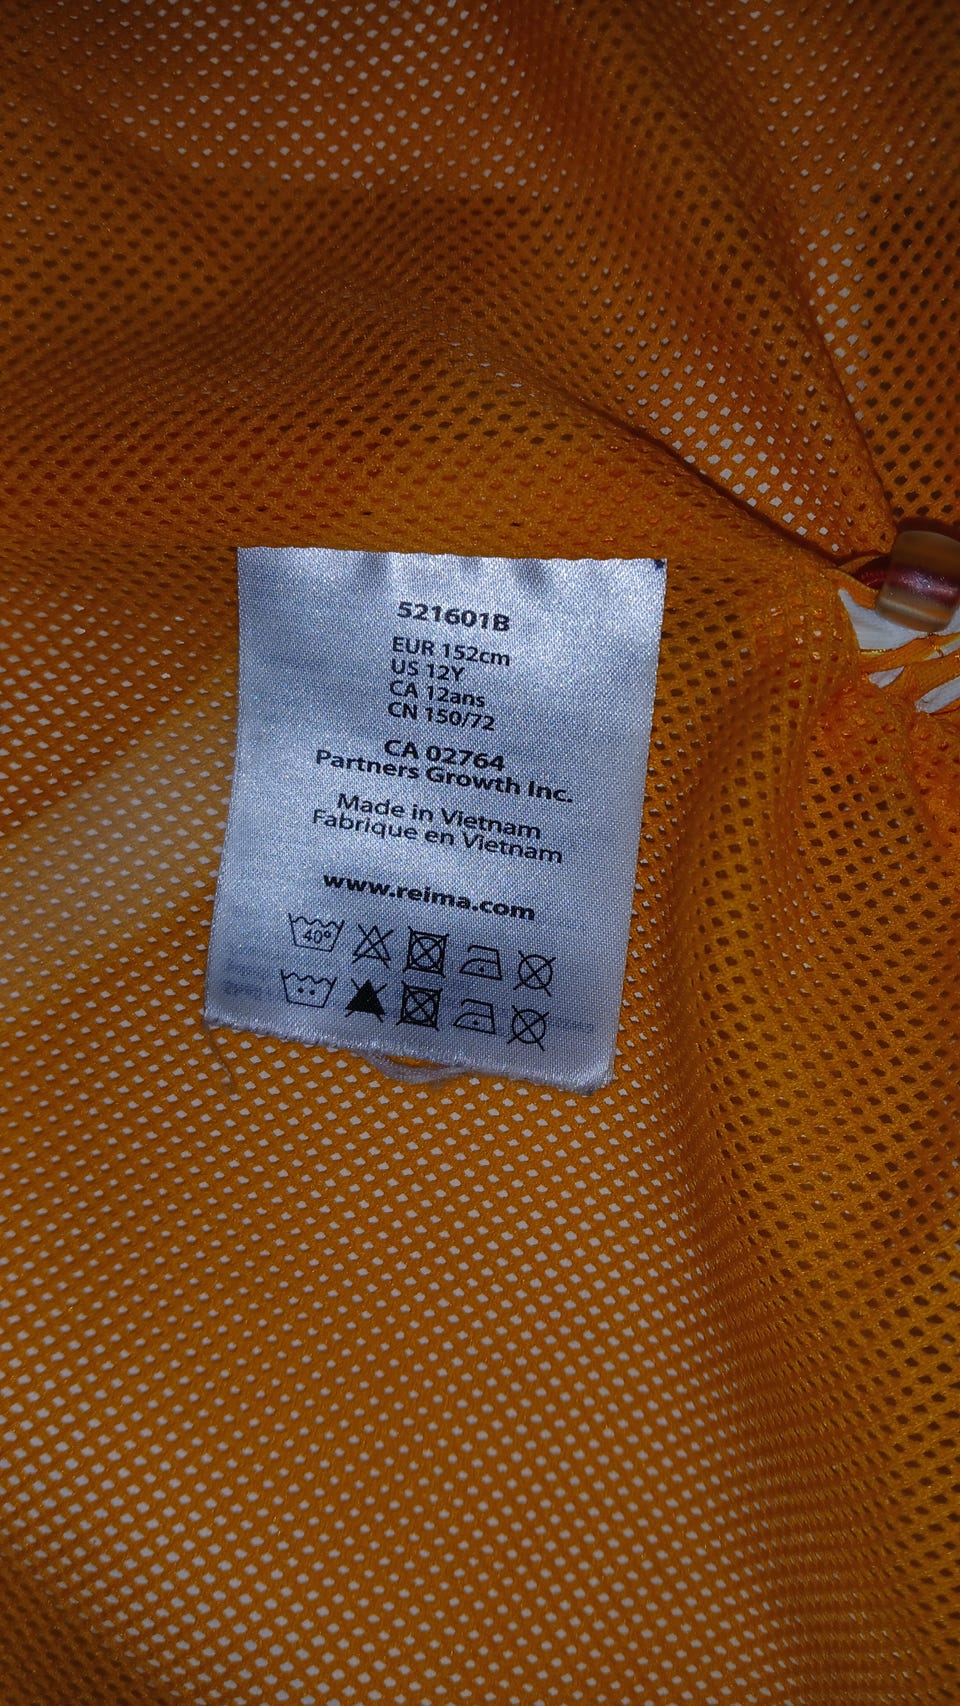 521601B
EUR 152cm
US 12Y
CA 12ans
CN 150/72
CA 02764
Partners Growth Inc.
Made in Vietnam
Fabrique en Vietnam
www.reima.com
40°